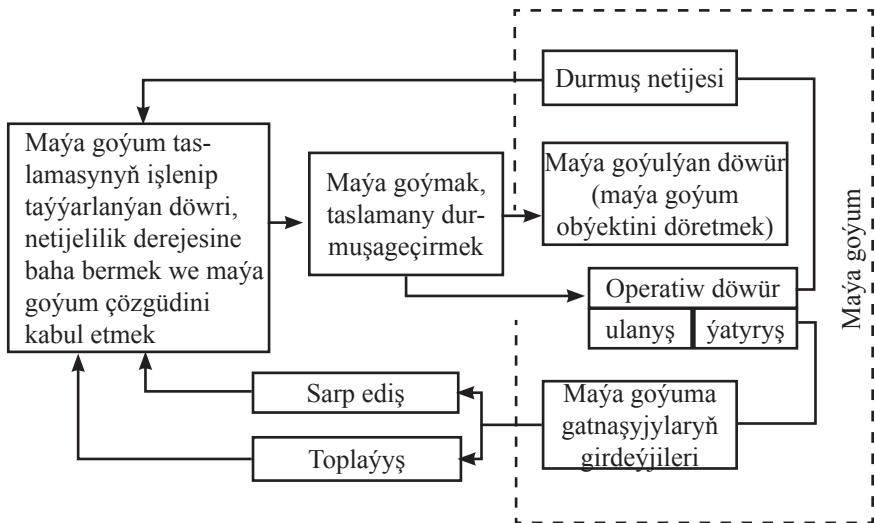 Durmuş netijesi
Maýa goýum tas-
lamasynyň işlenip
taýýarlanýan döwri,
netijelilik derejesine
baha bermek we maýa
goýum çözgüdini
kabul etmek
Maýa goýmak,
taslamany dur-
muşageçirmek
Maýa goýulýan döwür
(maýa goýum
obýektini döretmek)
Operatiw döwür
ulanyş
ýatyryş
Maýa goýum
Sarp ediş
Toplaýyş
Maýa goýuma
gatnaşyjylaryň
girdeýjileri